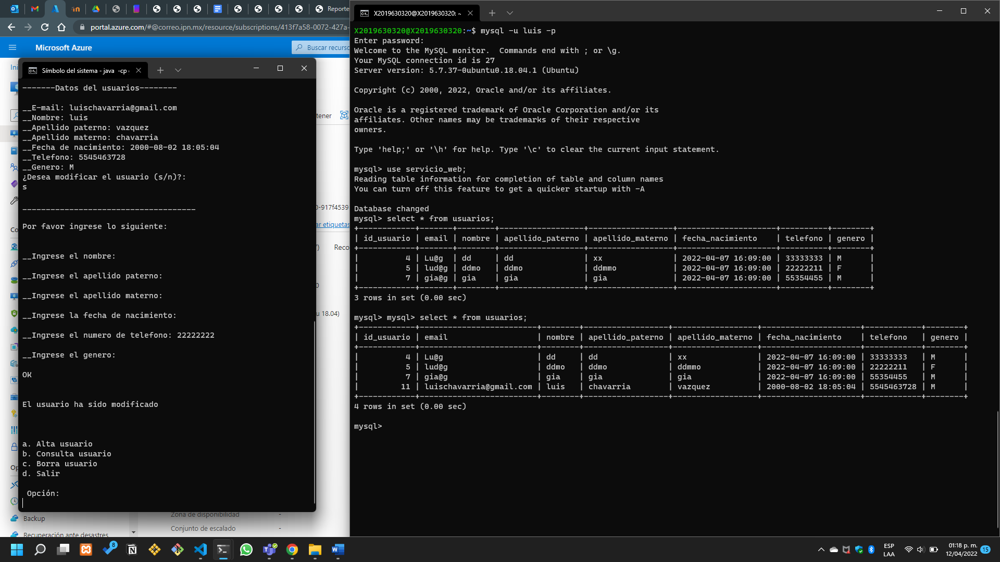 Reporte
portal.azure.com/#@correo.ipn.mx/resource/subscriptions/413f7a58-0072-427a-
Microsoft Azure
Buscar recurso
Ini
tener
0-917f4539
ar etiquetas
Co
Reco
u 18.04)
Op
Backup
Recuperación ante desastres
Zona de disponibilidad -
Conjunto de escalado -
Símbolo del sistema - java -cp
-------Datos del usuarios--------
__E-mail: luischavarria@gmail.com
__Nombre: luis
__Apellido paterno: vazquez
__Apellido materno: chavarria
__Fecha de nacimiento: 2000-08-02 18:05:04
__Telefono: 5545463728
__Genero: M
¿Desea modificar el usuario (s/n)?:
s
-------------------------------------
Por favor ingrese lo siguiente:
__Ingrese el nombre:
__Ingrese el apellido paterno:
__Ingrese el apellido materno:
__Ingrese la fecha de nacimiento:
__Ingrese el numero de telefono: 22222222
__Ingrese el genero:
OK
El usuario ha sido modificado
a. Alta usuario
b. Consulta usuario
c. Borra usuario
d. Salir
Opción:
X2019630320@X2019630320: ~
X2019630320@X2019630320:~$ mysql -u luis -p
Enter password:
Welcome to the MySQL monitor.  Commands end with ; or \g.
Your MySQL connection id is 27
Server version: 5.7.37-0ubuntu0.18.04.1 (Ubuntu)
Copyright (c) 2000, 2022, Oracle and/or its affiliates.
Oracle is a registered trademark of Oracle Corporation and/or its
affiliates. Other names may be trademarks of their respective
owners.
Type 'help;' or '\h' for help. Type '\c' to clear the current input statement.
mysql> use servicio_web;
Reading table information for completion of table and column names
You can turn off this feature to get a quicker startup with -A
Database changed
mysql> select * from usuarios;
| id_usuario | email | nombre | apellido_paterno | apellido_materno | fecha_nacimiento    | telefono | genero |
|          4 | Lu@g  | dd     | dd               | xx               | 2022-04-07 16:09:00 | 33333333 | M      |
|          5 | lud@g | ddmo   | ddmo             | ddmmo            | 2022-04-07 16:09:00 | 22222211 | F      |
|          7 | gia@g | gia    | gia              | gia              | 2022-04-07 16:09:00 | 55354455 | M      |
3 rows in set (0.00 sec)
mysql> mysql> select * from usuarios;
| id_usuario | email                   | nombre | apellido_paterno | apellido_materno | fecha_nacimiento    | telefono   | genero |
|          4 | Lu@g                    | dd     | dd               | xx               | 2022-04-07 16:09:00 | 33333333   | M      |
|          5 | lud@g                   | ddmo   | ddmo             | ddmmo            | 2022-04-07 16:09:00 | 22222211   | F      |
|          7 | gia@g                   | gia    | gia              | gia              | 2022-04-07 16:09:00 | 55354455   | M      |
|         11 | luischavarria@gmail.com | luis   | chavarria        | vazquez          | 2000-08-02 18:05:04 | 5545463728 | M      |
4 rows in set (0.00 sec)
mysql>
8
ESP
LAA
01:18 p. m.
12/04/2022
15